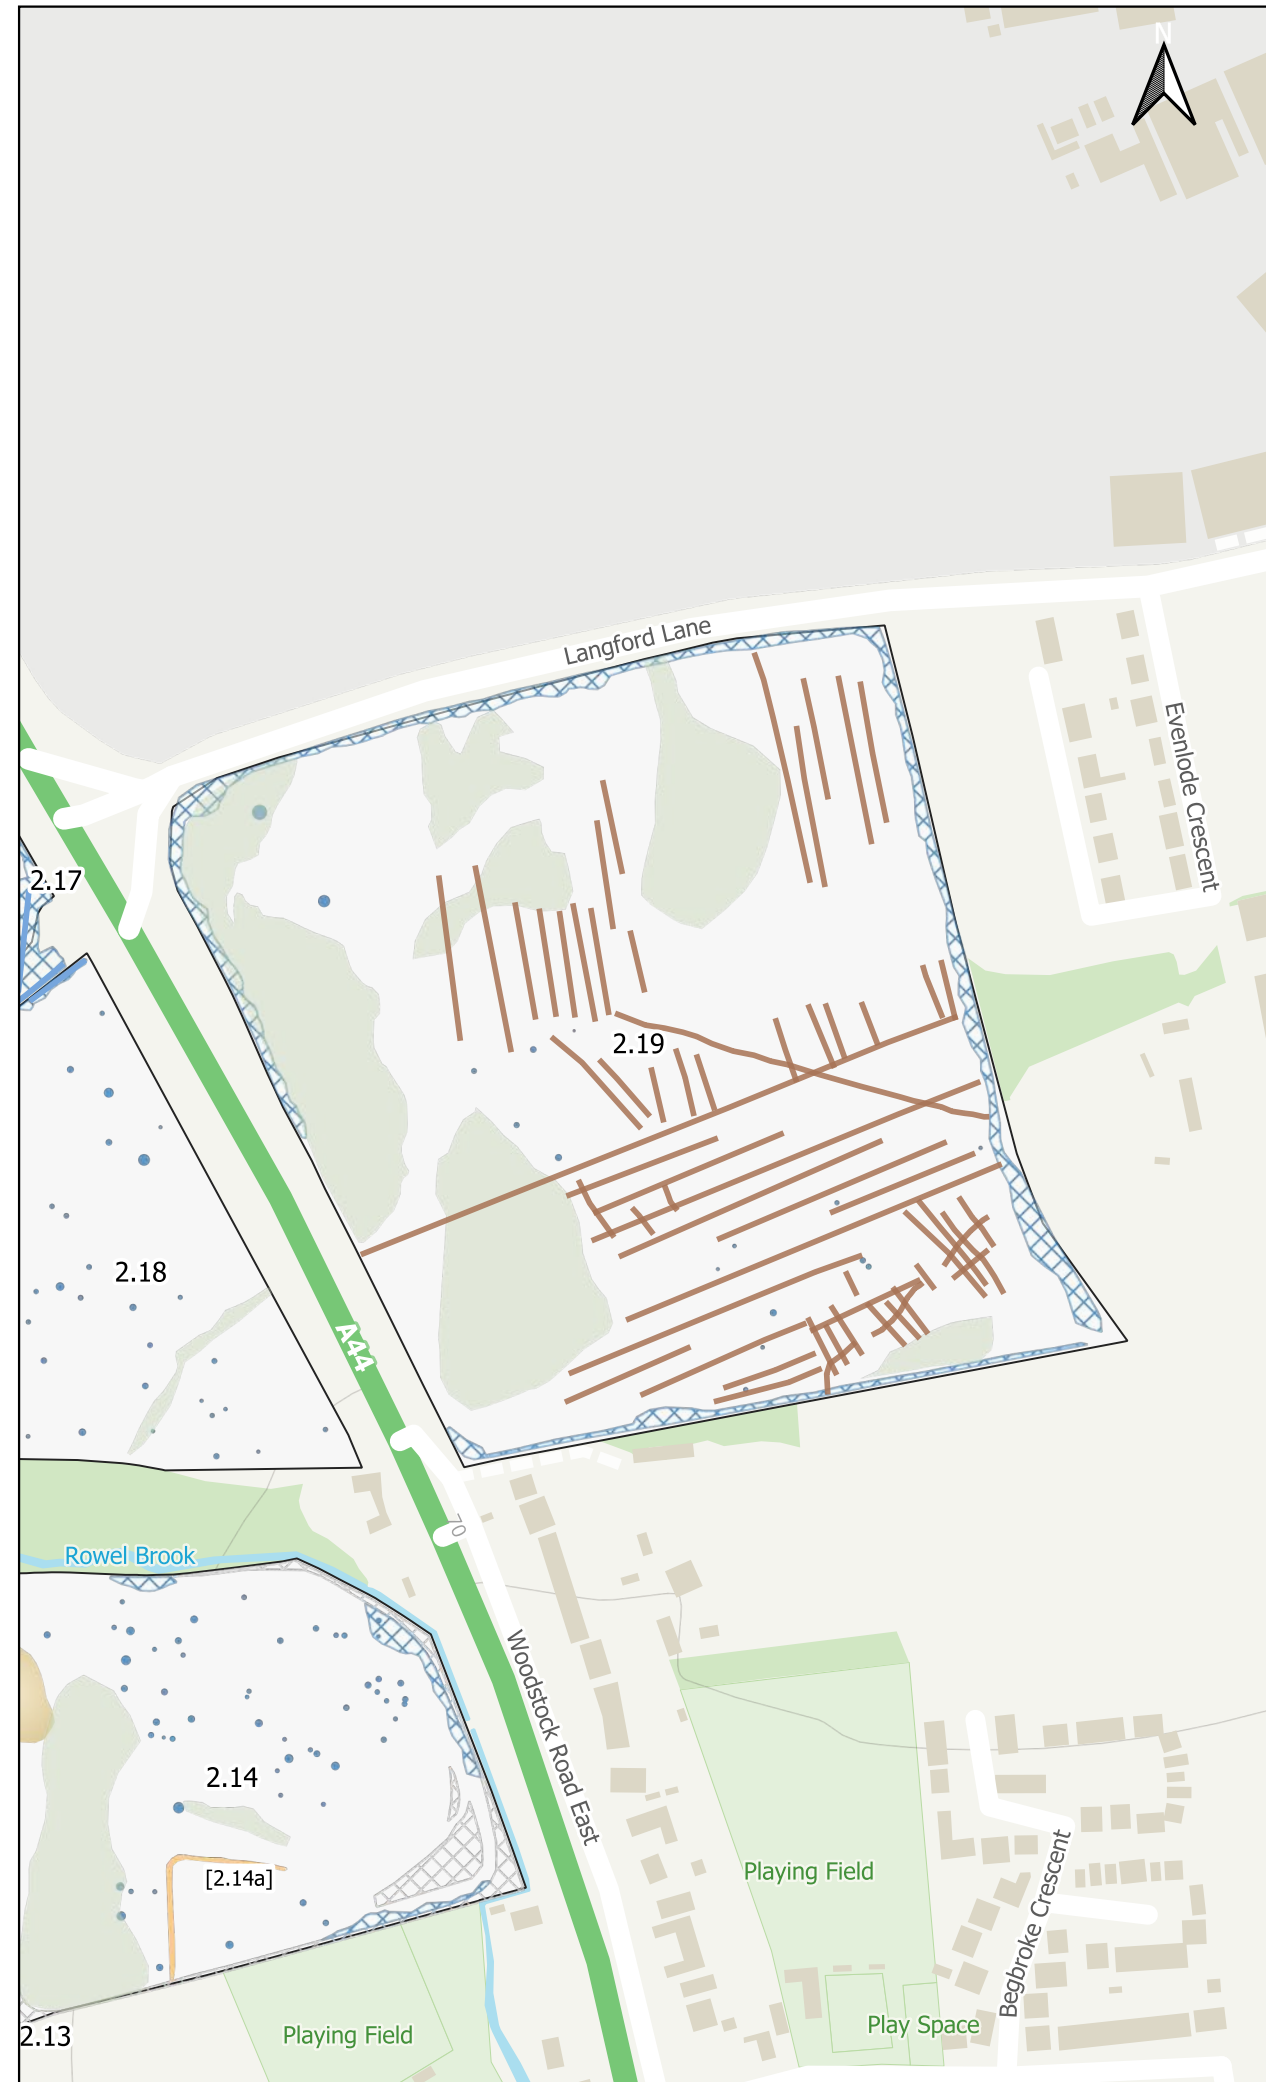 N
Langford Lane
Evenlode Crescent
2.17
2.19
2.18
A44
70
Rowel Brook
Woodstock Road East
2.14
[2.14a]
Playing Field
Begbroke Crescent
Play Space
Playing Field
2.13